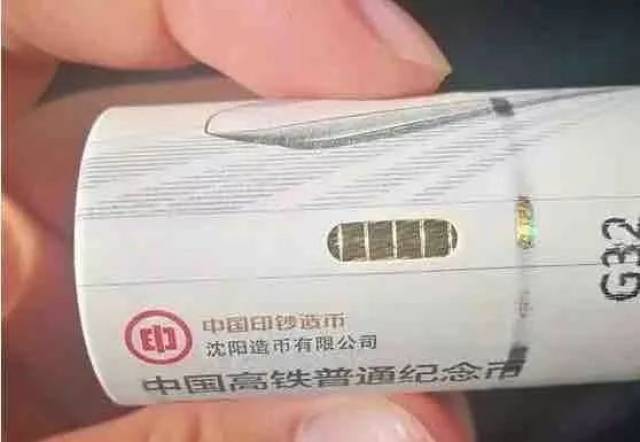 中国印钞造币
沈阳造币有限公司
中国高铁普通纪念币
G32